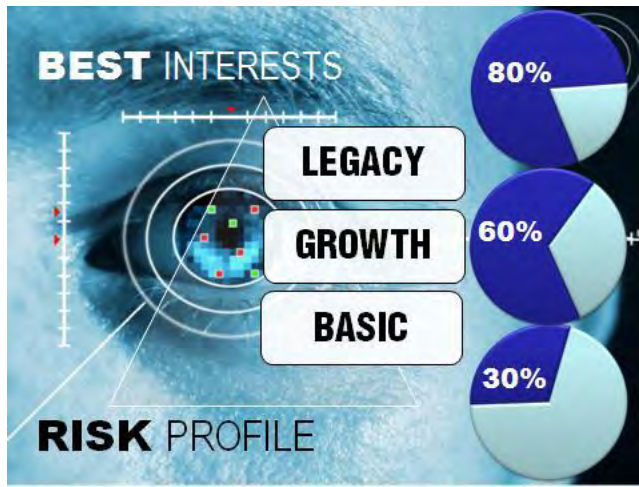 BEST INTERESTS
80%
LEGACY
GROWTH
60%
BASIC
30%
RISK PROFILE